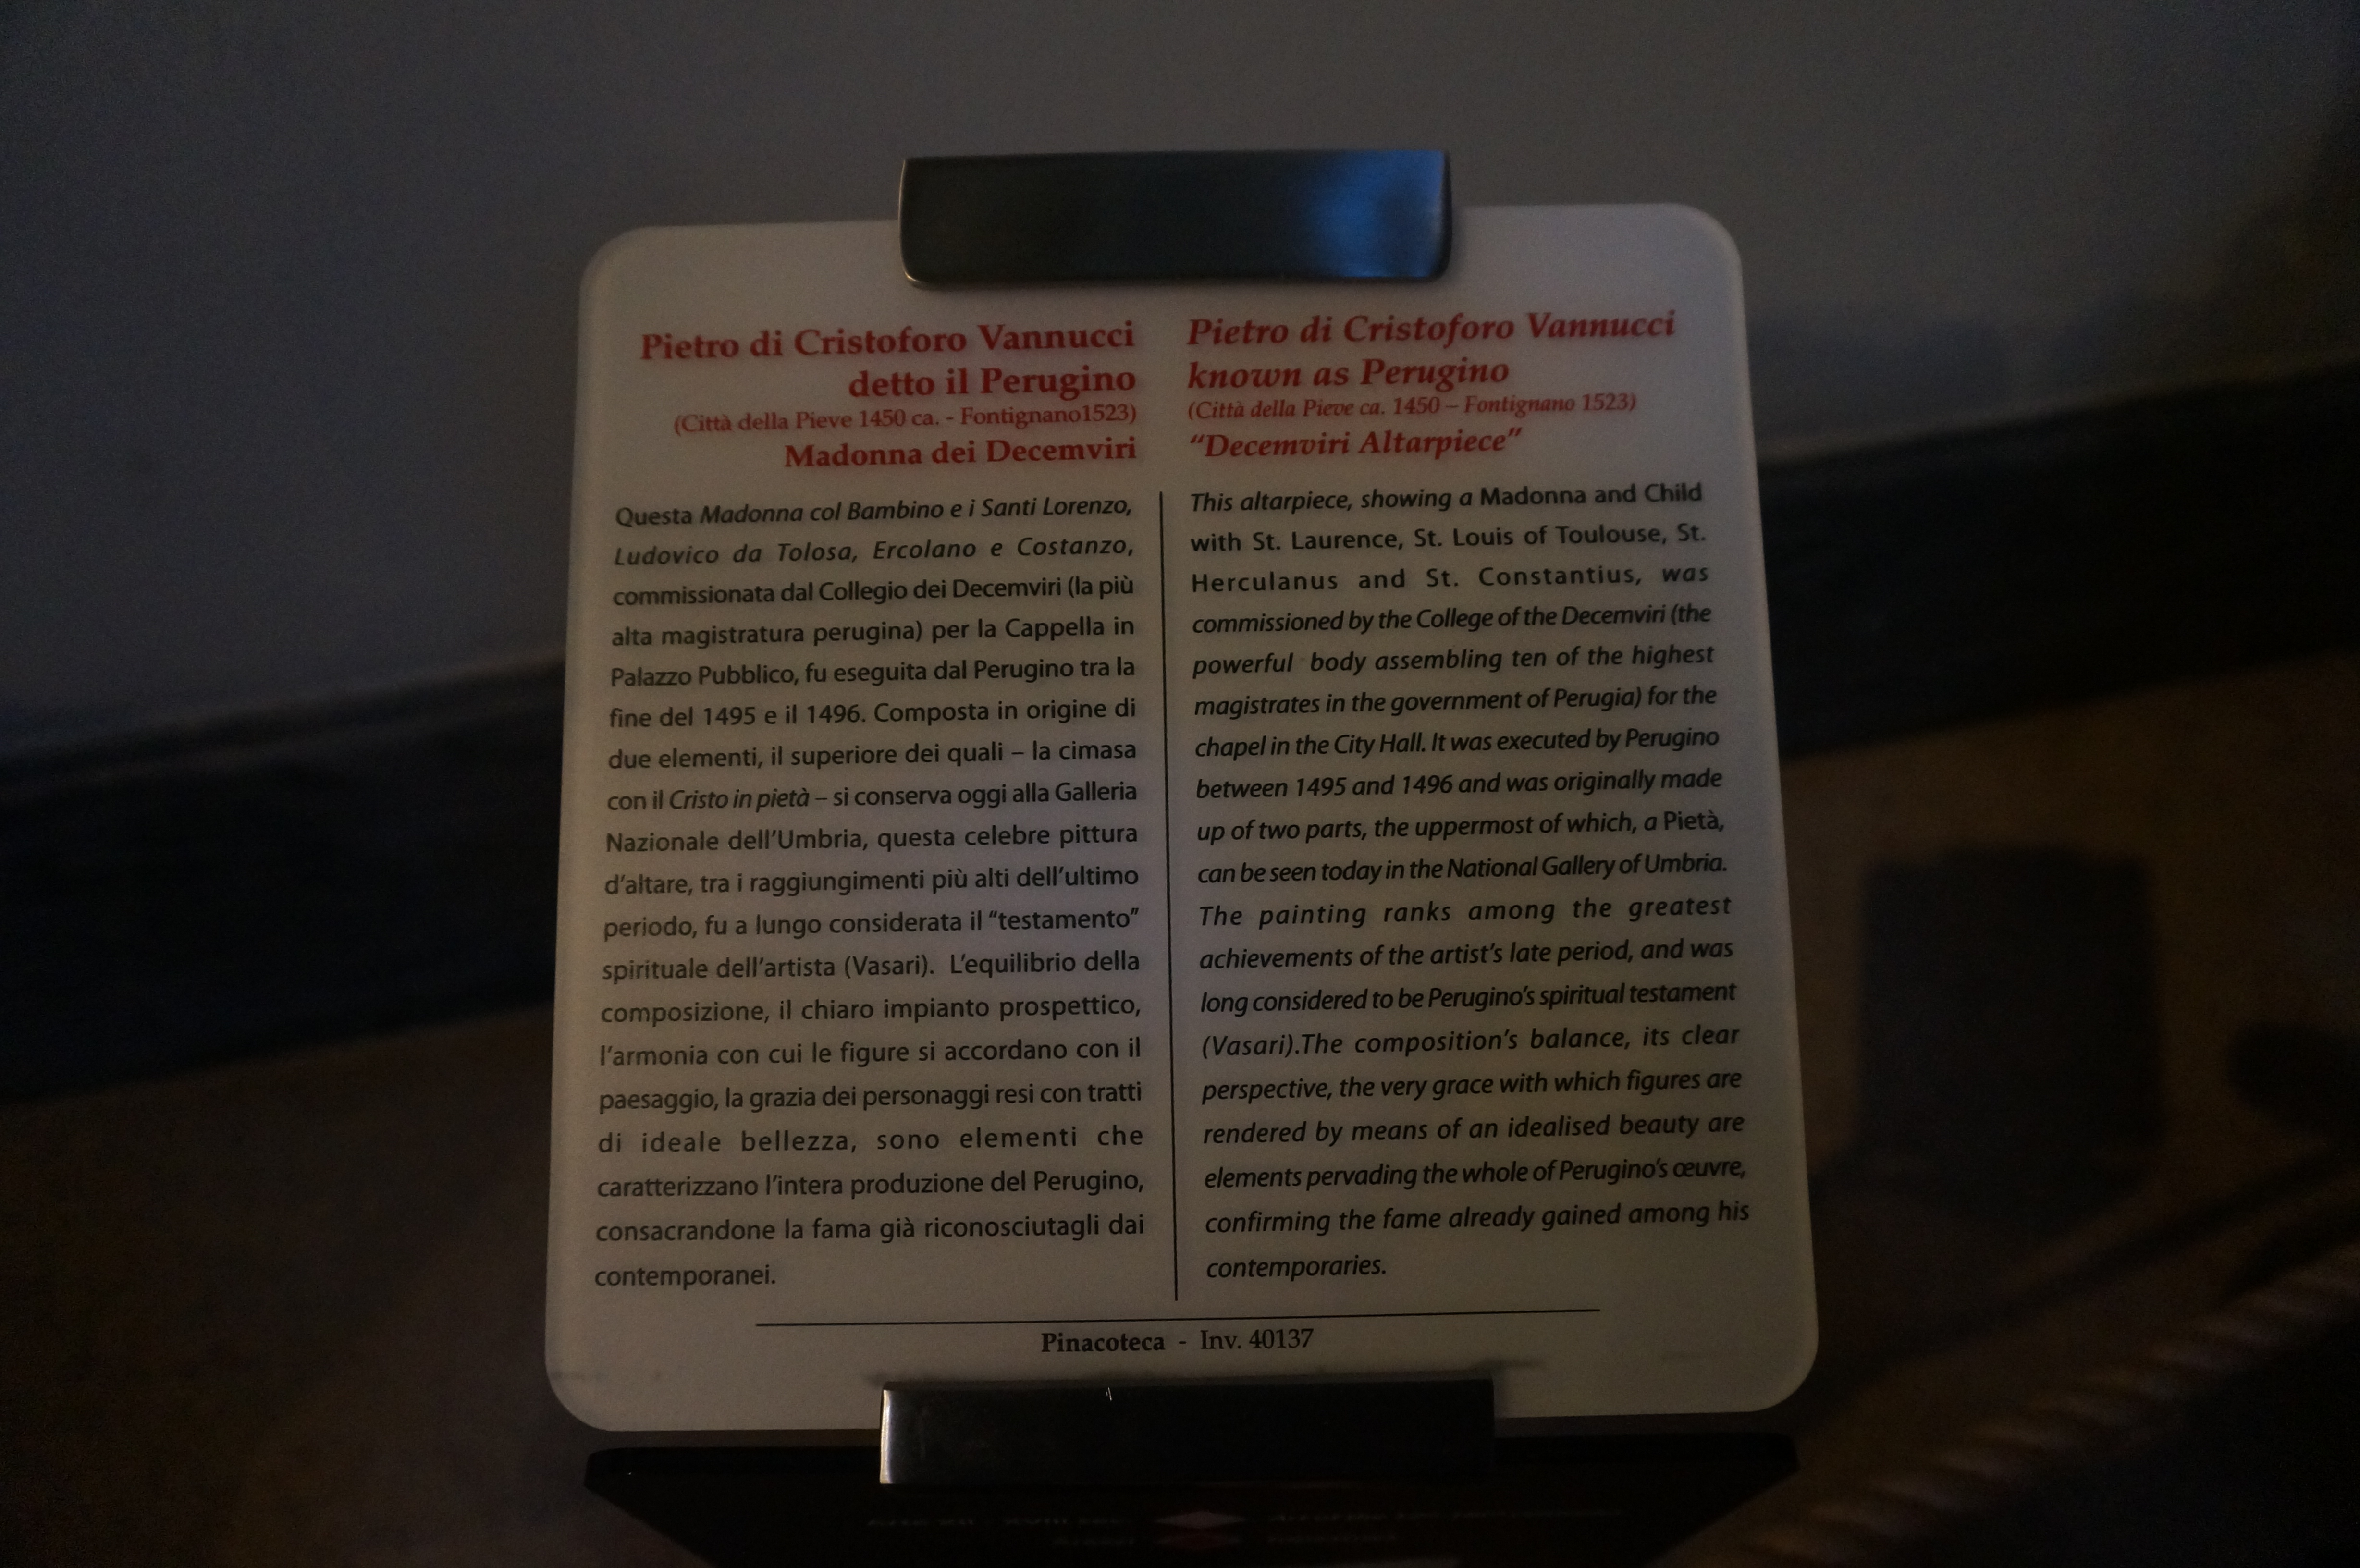 Pietro di Cristoforo Vannucci
detto il Perugino
(Città della Pieve 1450 ca. - Fontignano1523)
Madonna dei Decemviri
Questa Madonna col Bambino e i Santi Lorenzo,
Ludovico da Tolosa, Ercolano e Costanzo,
commissionata dal Collegio dei Decemviri (la più
alta magistratura perugina) per la Cappella in
Palazzo Pubblico, fu eseguita dal Perugino tra la
fine del 1495 e il 1496. Composta in origine di
due elementi, il superiore dei quali – la cimasa
con il Cristo in pietà – si conserva oggi alla Galleria
Nazionale dell'Umbria, questa celebre pittura
d'altare, tra i raggiungimenti più alti dell'ultimo
periodo, fu a lungo considerata il "testamento"
spirituale dell'artista (Vasari). L'equilibrio della
composizione, il chiaro impianto prospettico,
l'armonia con cui le figure si accordano con il
paesaggio, la grazia dei personaggi resi con tratti
di ideale bellezza, sono elementi che
caratterizzano l'intera produzione del Perugino,
consacrandone la fama già riconosciutagli dai
contemporanei.
Pietro di Cristoforo Vannucci
known as Perugino
(Città della Pieve ca. 1450 – Fontignano 1523)
"Decemviri Altarpiece"
This altarpiece, showing a Madonna and Child
with St. Laurence, St. Louis of Toulouse, St.
Herculanus and St. Constantius, was
commissioned by the College of the Decemviri (the
powerful body assembling ten of the highest
magistrates in the government of Perugia) for the
chapel in the City Hall. It was executed by Perugino
between 1495 and 1496 and was originally made
up of two parts, the uppermost of which, a Pietà,
can be seen today in the National Gallery of Umbria.
The painting ranks among the greatest
achievements of the artist's late period, and was
long considered to be Perugino's spiritual testament
(Vasari).The composition's balance, its clear
perspective, the very grace with which figures are
rendered by means of an idealised beauty are
elements pervading the whole of Perugino's œuvre,
confirming the fame already gained among his
contemporaries.
Pinacoteca - Inv. 40137